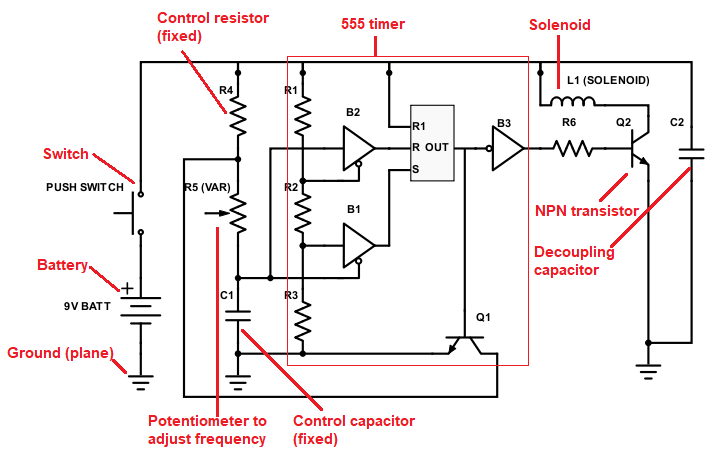 Control resistor
(fixed)
555 timer
Solenoid
L1 (SOLENOID)
R4
R1
B2
B3
R6
Q2
C2
R1
R OUT
S
Switch
PUSH SWITCH
R5 (VAR)
R2
B1
NPN transistor
Decoupling
capacitor
Battery
+
9V BATT
C1
R3
Q1
Ground (plane)
Potentiometer to
adjust frequency
Control capacitor
(fixed)